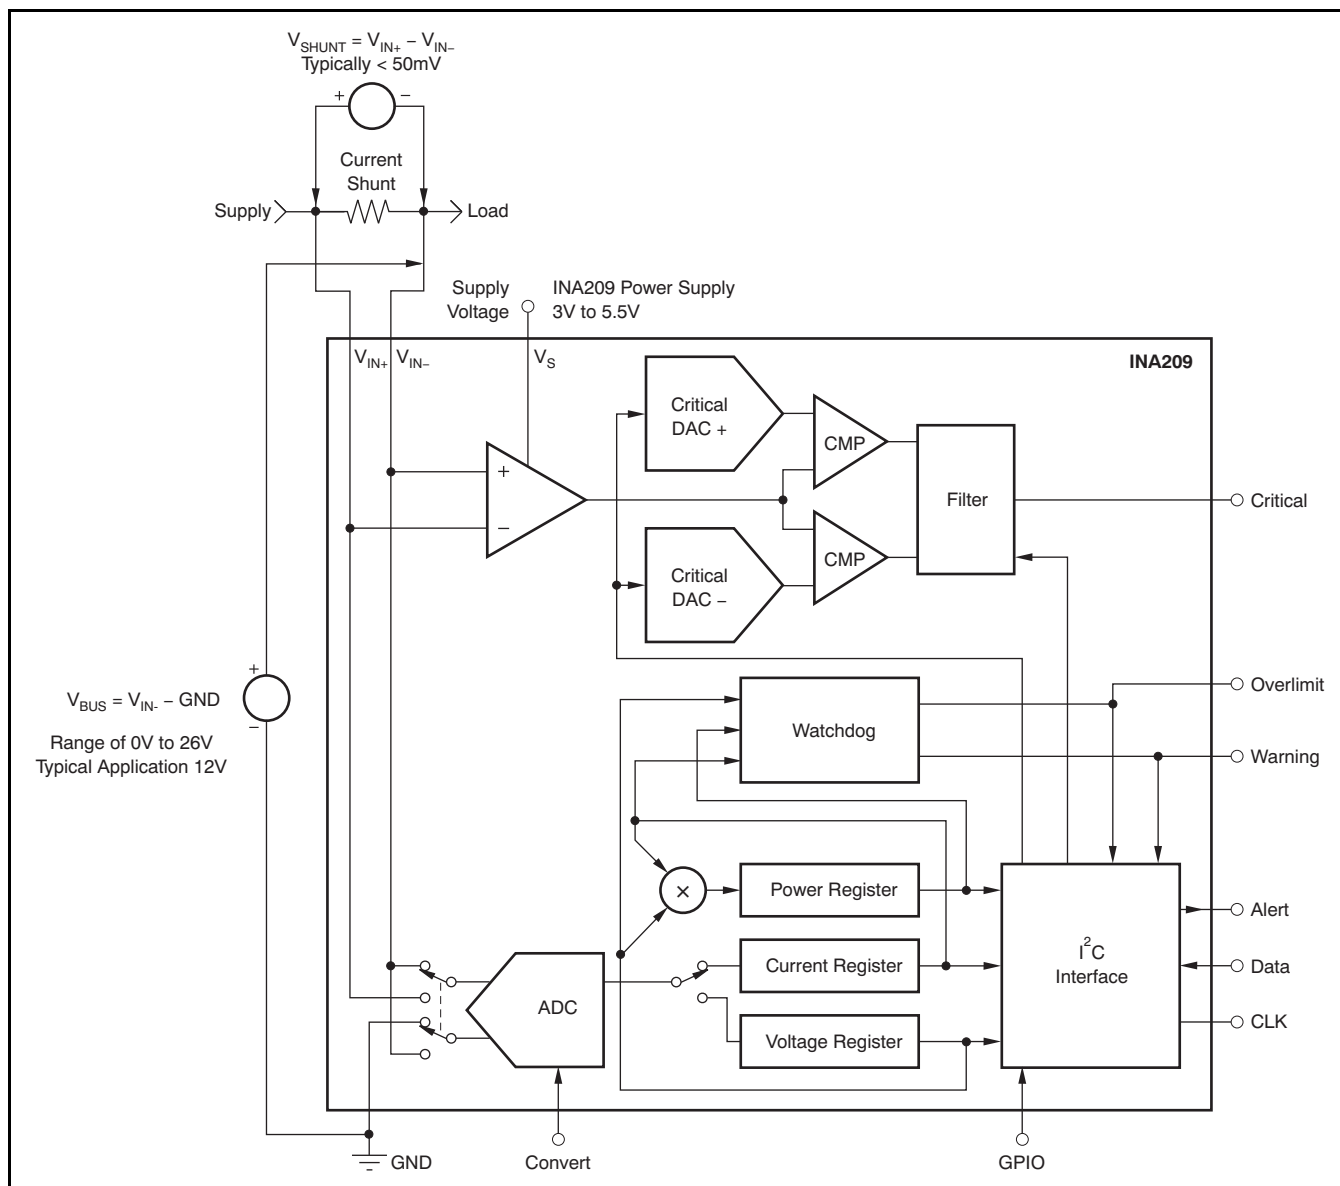 V_SHUNT = V_IN+ – V_IN–
Typically < 50mV
+ –
Current
Shunt
Supply
Load
Supply
Voltage
INA209 Power Supply
3V to 5.5V
V_IN+ V_IN–
V_S
INA209
Critical
DAC +
CMP
+
–
Filter
Critical
Critical
DAC –
CMP
+
V_BUS = V_IN- – GND
–
Range of 0V to 26V
Typical Application 12V
Watchdog
Overlimit
Warning
×
Power Register
Alert
Current Register
I²C
Interface
Data
ADC
Voltage Register
CLK
GND
Convert
GPIO